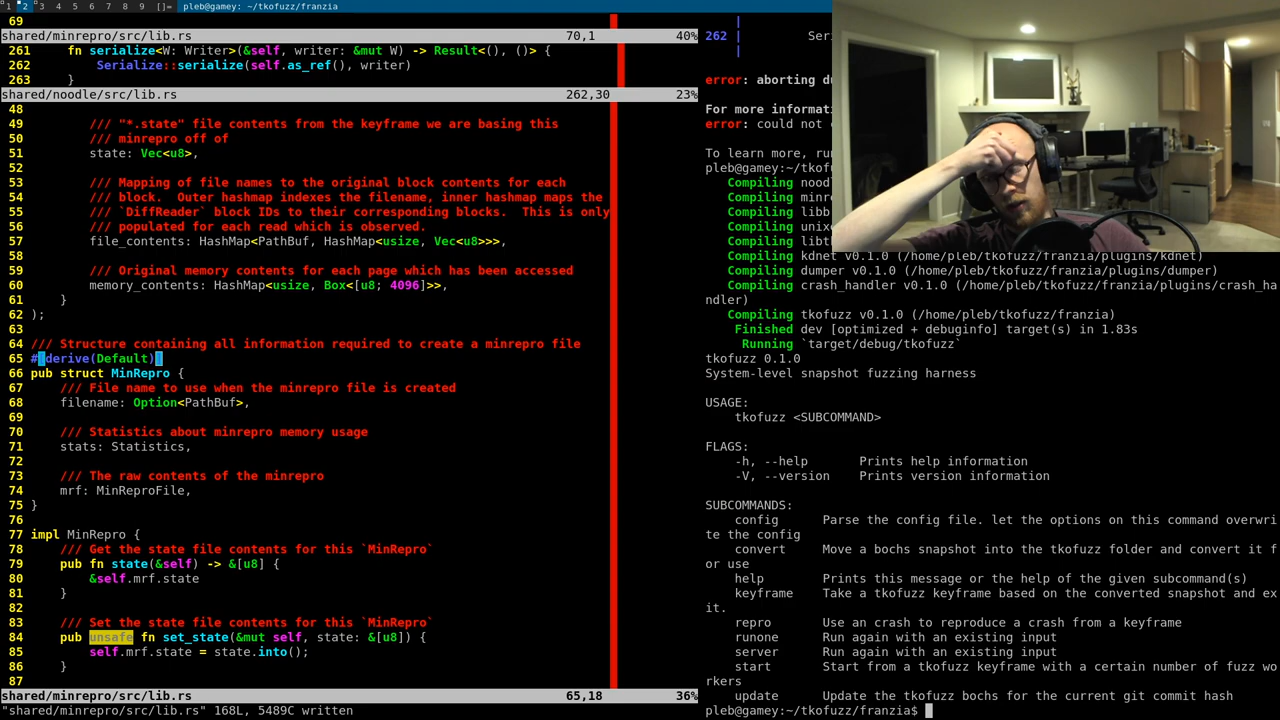 1 2 3 4 5 6 7 8 9 []= pleb@gamey: ~/tkofuzz/franzia
69
shared/minrepro/src/lib.rs 70,1 40%
261 fn serialize<W: Writer>(&self, writer: &mut W) -> Result<(), ()> {
262 Serialize::serialize(self.as_ref(), writer)
263 }
shared/noodle/src/lib.rs 262,30 23%
48
49 /// "*.state" file contents from the keyframe we are basing this
50 /// minrepro off of
51 state: Vec<u8>,
52
53 /// Mapping of file names to the original block contents for each
54 /// block.  Outer hashmap indexes the filename, inner hashmap maps the
55 /// `DiffReader` block IDs to their corresponding blocks.  This is only
56 /// populated for each read which is observed.
57 file_contents: HashMap<PathBuf, HashMap<usize, Vec<u8>>>,
58
59 /// Original memory contents for each page which has been accessed
60 memory_contents: HashMap<usize, Box<[u8; 4096]>>,
61 }
62 );
63
64 /// Structure containing all information required to create a minrepro file
65 #[derive(Default)]
66 pub struct MinRepro {
67 /// File name to use when the minrepro file is created
68 filename: Option<PathBuf>,
69
70 /// Statistics about minrepro memory usage
71 stats: Statistics,
72
73 /// The raw contents of the minrepro
74 mrf: MinReproFile,
75 }
76
77 impl MinRepro {
78 /// Get the state file contents for this `MinRepro`
79 pub fn state(&self) -> &[u8] {
80 &self.mrf.state
81 }
82
83 /// Set the state file contents for this `MinRepro`
84 pub unsafe fn set_state(&mut self, state: &[u8]) {
85 self.mrf.state = state.into();
86 }
87
shared/minrepro/src/lib.rs 65,18 36%
"shared/minrepro/src/lib.rs" 168L, 5489C written
|
262 | Seri
|
error: aborting du
For more informati
error: could not
To learn more, run
pleb@gamey:~/tkofu
Compiling nood
Compiling minre
Compiling libb
Compiling unixe
Compiling libth
Compiling kdnet v0.1.0 (/home/pleb/tkofuzz/franzia/plugins/kdnet)
Compiling dumper v0.1.0 (/home/pleb/tkofuzz/franzia/plugins/dumper)
Compiling crash_handler v0.1.0 (/home/pleb/tkofuzz/franzia/plugins/crash_ha
ndler)
Compiling tkofuzz v0.1.0 (/home/pleb/tkofuzz/franzia)
Finished dev [optimized + debuginfo] target(s) in 1.83s
Running `target/debug/tkofuzz`
tkofuzz 0.1.0
System-level snapshot fuzzing harness
USAGE:
tkofuzz <SUBCOMMAND>
FLAGS:
-h, --help Prints help information
-V, --version Prints version information
SUBCOMMANDS:
config Parse the config file. let the options on this command overwri
te the config
convert Move a bochs snapshot into the tkofuzz folder and convert it f
or use
help Prints this message or the help of the given subcommand(s)
keyframe Take a tkofuzz keyframe based on the converted snapshot and ex
it.
repro Use an crash to reproduce a crash from a keyframe
runone Run again with an existing input
server Run again with an existing input
start Start from a tkofuzz keyframe with a certain number of fuzz wo
rkers
update Update the tkofuzz bochs for the current git commit hash
pleb@gamey:~/tkofuzz/franzia$